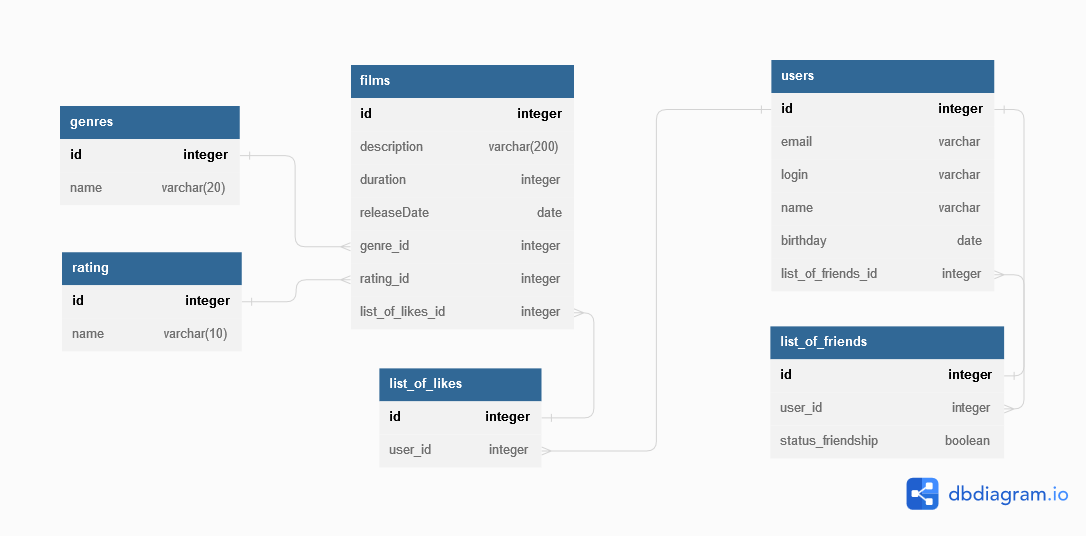 genres
id integer
name varchar(20)
rating
id integer
name varchar(10)
films
id integer
description varchar(200)
duration integer
releaseDate date
genre_id integer
rating_id integer
list_of_likes_id integer
list_of_likes
id integer
user_id integer
users
id integer
email varchar
login varchar
name varchar
birthday date
list_of_friends_id integer
list_of_friends
id integer
user_id integer
status_friendship boolean
dbdiagram.io